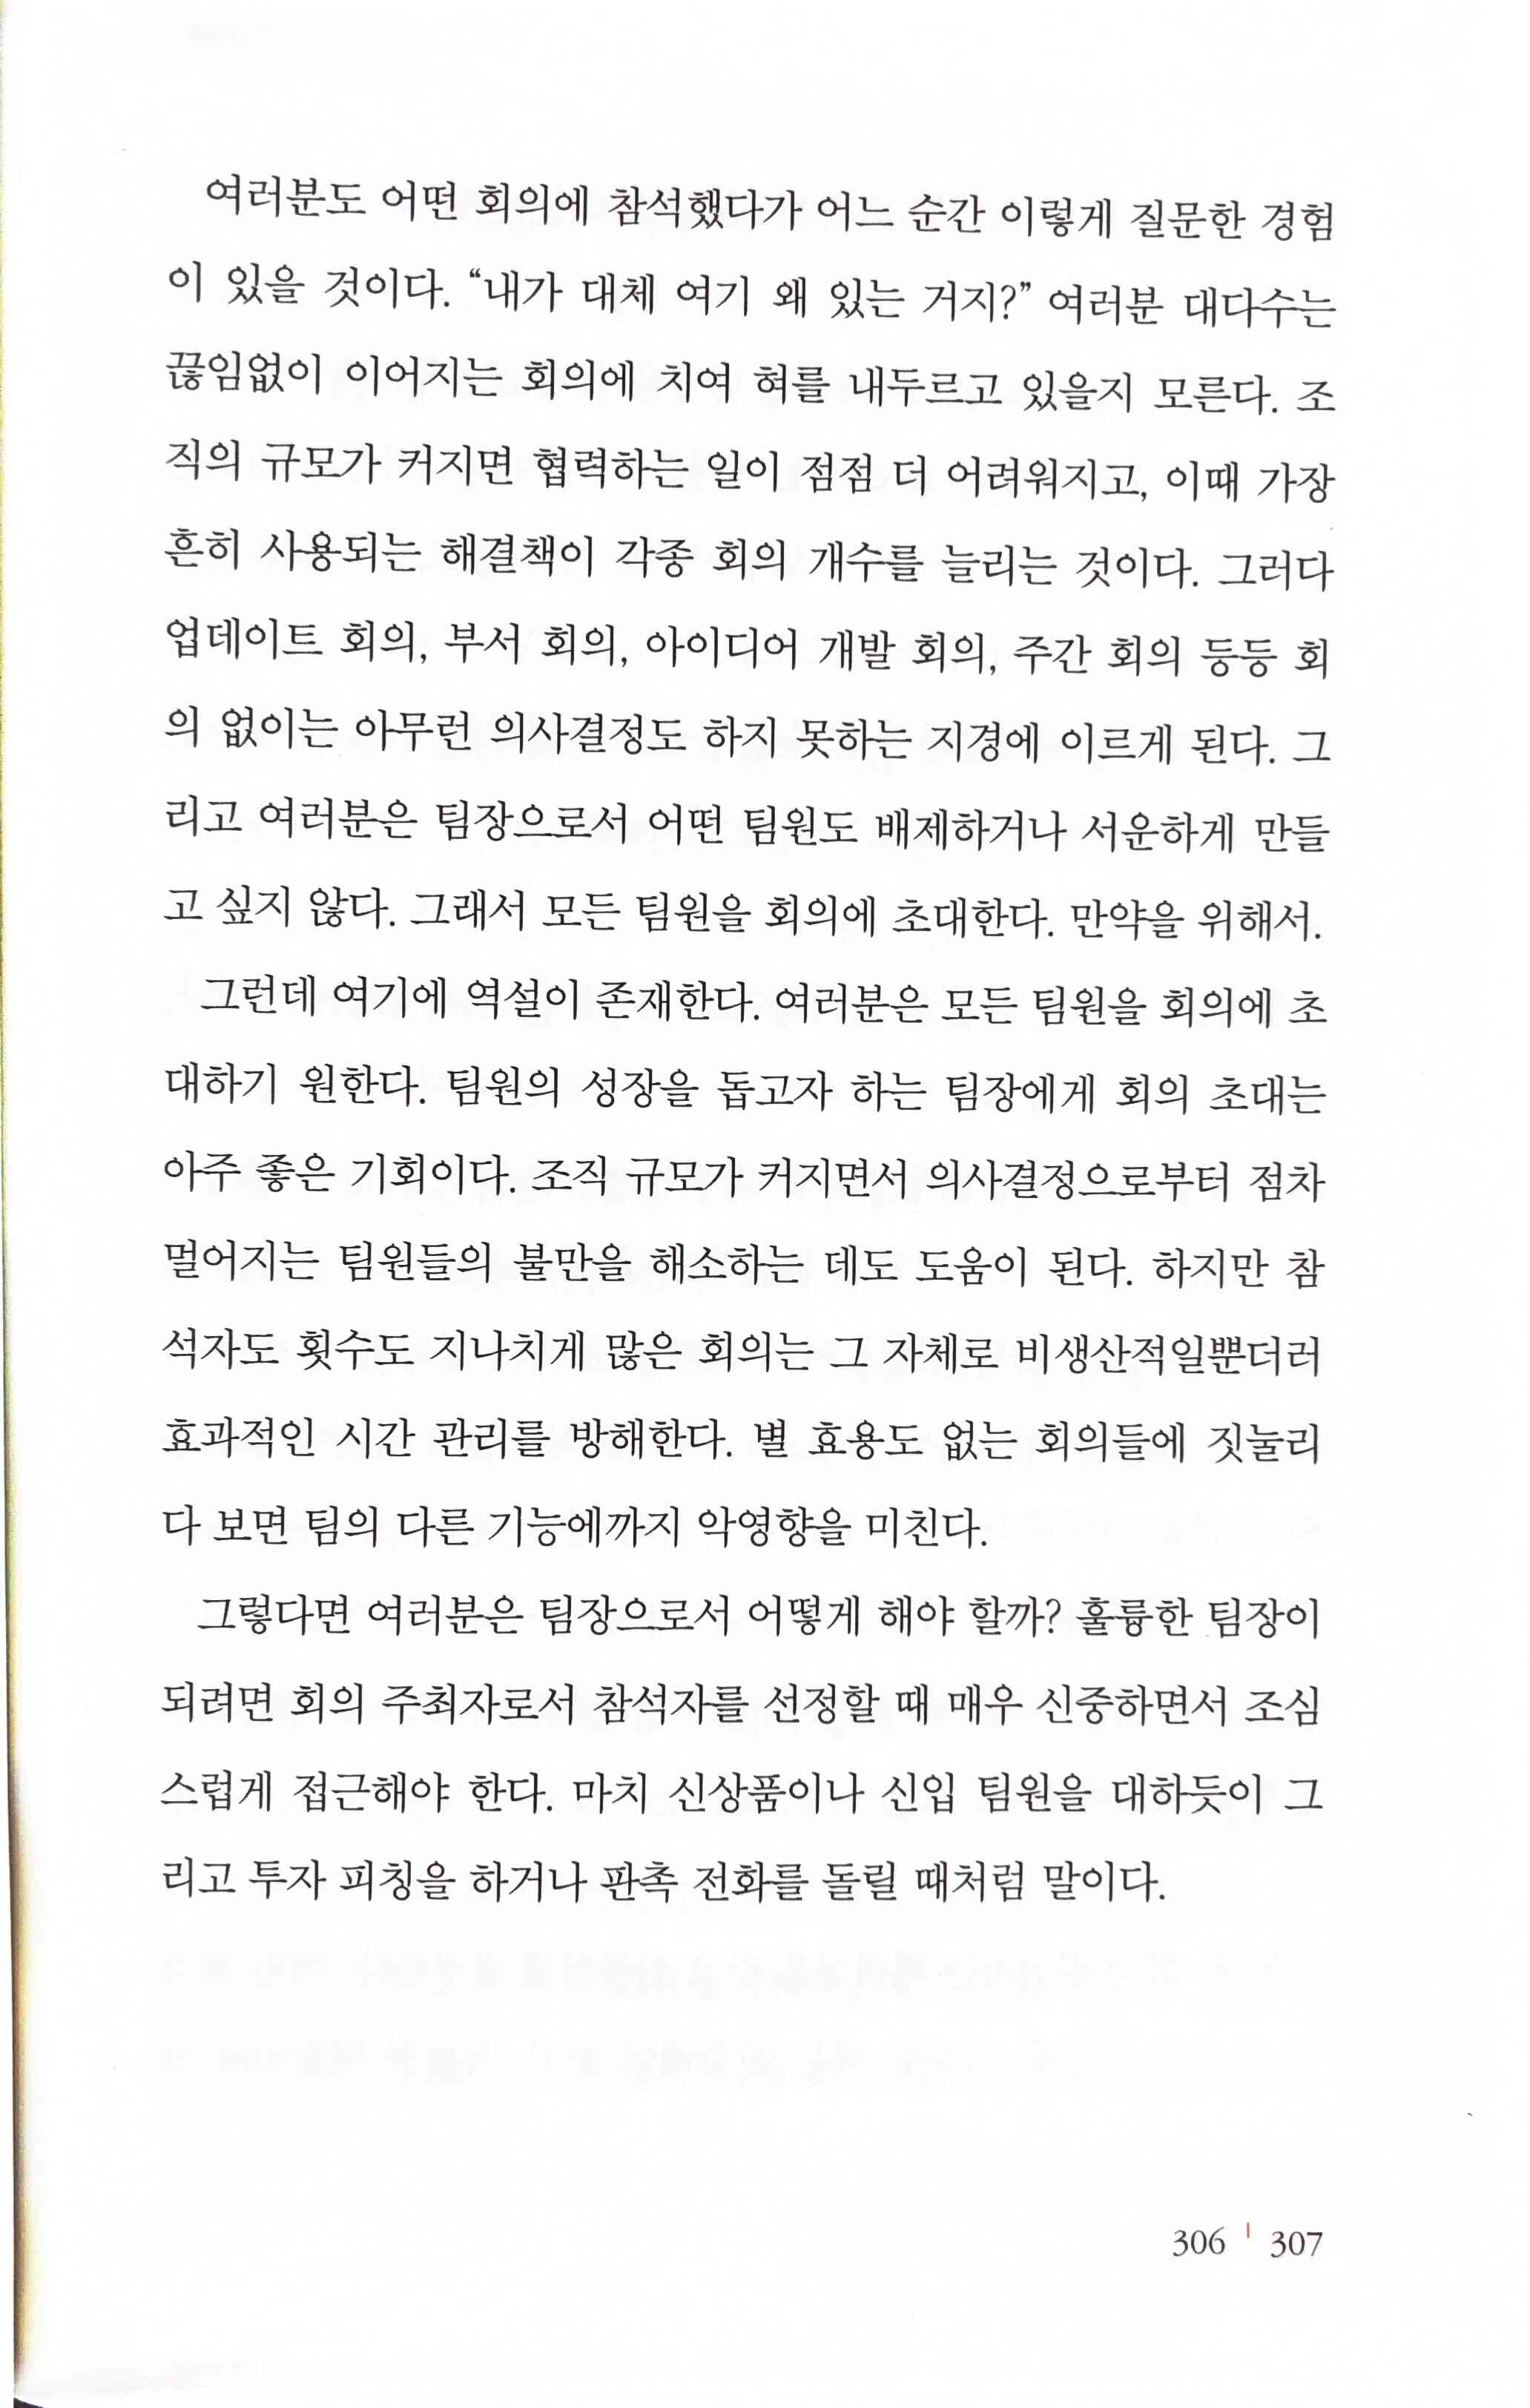 여러분도 어떤 회의에 참석했다가 어느 순간 이렇게 질문한 경험
이 있을 것이다. “내가 대체 여기 왜 있는 거지?” 여러분 대다수는
끊임없이 이어지는 회의에 치여 혀를 내두르고 있을지 모른다. 조
직의 규모가 커지면 협력하는 일이 점점 더 어려워지고, 이때 가장
흔히 사용되는 해결책이 각종 회의 개수를 늘리는 것이다. 그러다
업데이트 회의, 부서 회의, 아이디어 개발 회의, 주간 회의 등등 회
의 없이는 아무런 의사결정도 하지 못하는 지경에 이르게 된다. 그
리고 여러분은 팀장으로서 어떤 팀원도 배제하거나 서운하게 만들
고 싶지 않다. 그래서 모든 팀원을 회의에 초대한다. 만약을 위해서.
그런데 여기에 역설이 존재한다. 여러분은 모든 팀원을 회의에 초
대하기 원한다. 팀원의 성장을 돕고자 하는 팀장에게 회의 초대는
아주 좋은 기회이다. 조직 규모가 커지면서 의사결정으로부터 점차
멀어지는 팀원들의 불만을 해소하는 데도 도움이 된다. 하지만 참
석자도 횟수도 지나치게 많은 회의는 그 자체로 비생산적일뿐더러
효과적인 시간 관리를 방해한다. 별 효용도 없는 회의들에 짓눌리
다 보면 팀의 다른 기능에까지 악영향을 미친다.
그렇다면 여러분은 팀장으로서 어떻게 해야 할까? 훌륭한 팀장이
되려면 회의 주최자로서 참석자를 선정할 때 매우 신중하면서 조심
스럽게 접근해야 한다. 마치 신상품이나 신입 팀원을 대하듯이 그
리고 투자 피칭을 하거나 판촉 전화를 돌릴 때처럼 말이다.
306 | 307